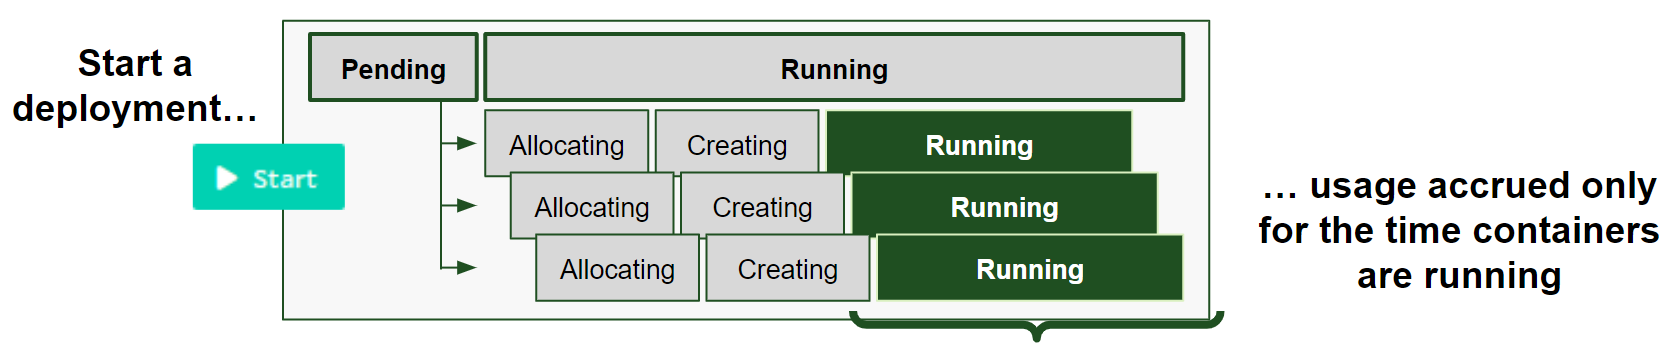 Start a
deployment…
Start
Pending
Running
Allocating
Creating
Running
Allocating
Creating
Running
Allocating
Creating
Running
… usage accrued only
for the time containers
are running